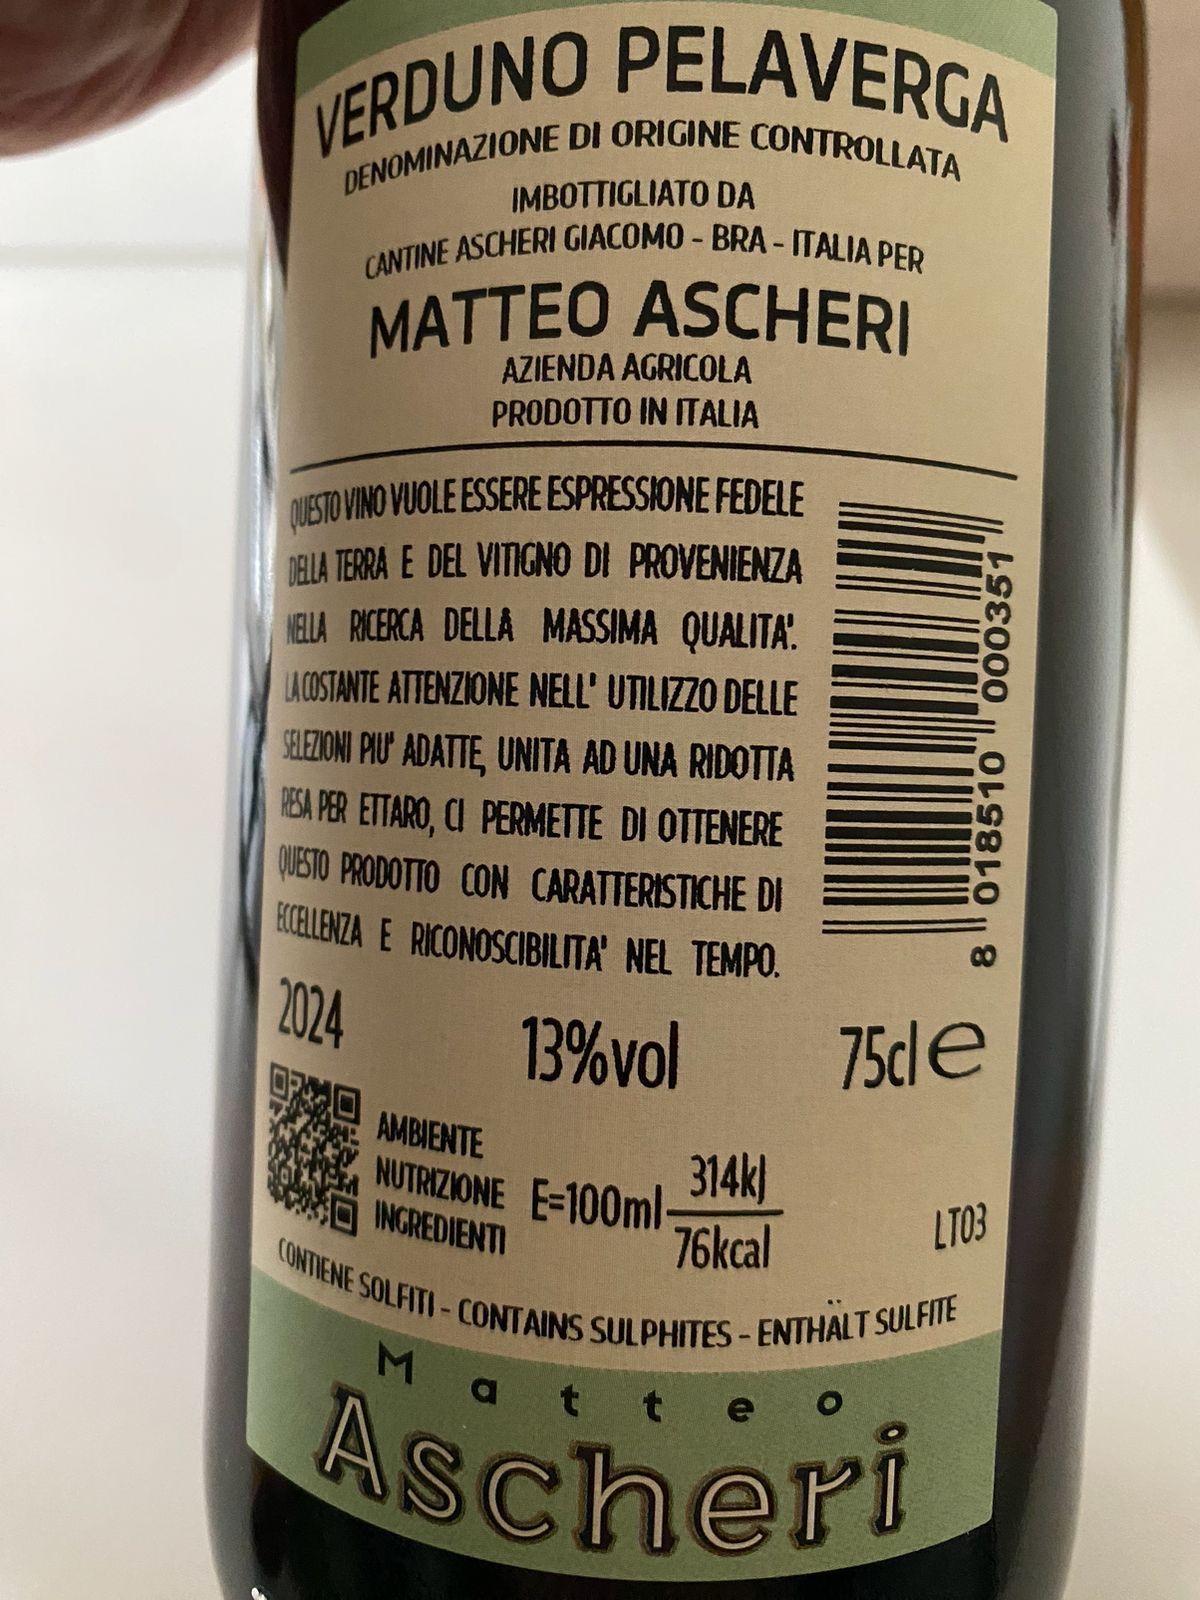 VERDUNO PELAVERGA
DENOMINAZIONE DI ORIGINE CONTROLLATA
IMBOTTIGLIATO DA
CANTINE ASCHERI GIACOMO - BRA - ITALIA PER
MATTEO ASCHERI
AZIENDA AGRICOLA
PRODOTTO IN ITALIA
QUESTO VINO VUOLE ESSERE ESPRESSIONE FEDELE
DELLA TERRA E DEL VITIGNO DI PROVENIENZA
NELLA RICERCA DELLA MASSIMA QUALITA'.
LA COSTANTE ATTENZIONE NELL' UTILIZZO DELLE
SELEZIONI PIU' ADATTE, UNITA AD UNA RIDOTTA
RESA PER ETTARO, CI PERMETTE DI OTTENERE
QUESTO PRODOTTO CON CARATTERISTICHE DI
ECCELLENZA E RICONOSCIBILITA' NEL TEMPO.
8 018510 000351
2024 13%vol 75cl e
AMBIENTE
NUTRIZIONE
INGREDIENTI
E=100ml 314kJ
76kcal
LT03
CONTIENE SOLFITI - CONTAINS SULPHITES - ENTHÄLT SULFITE
Matteo
Ascheri